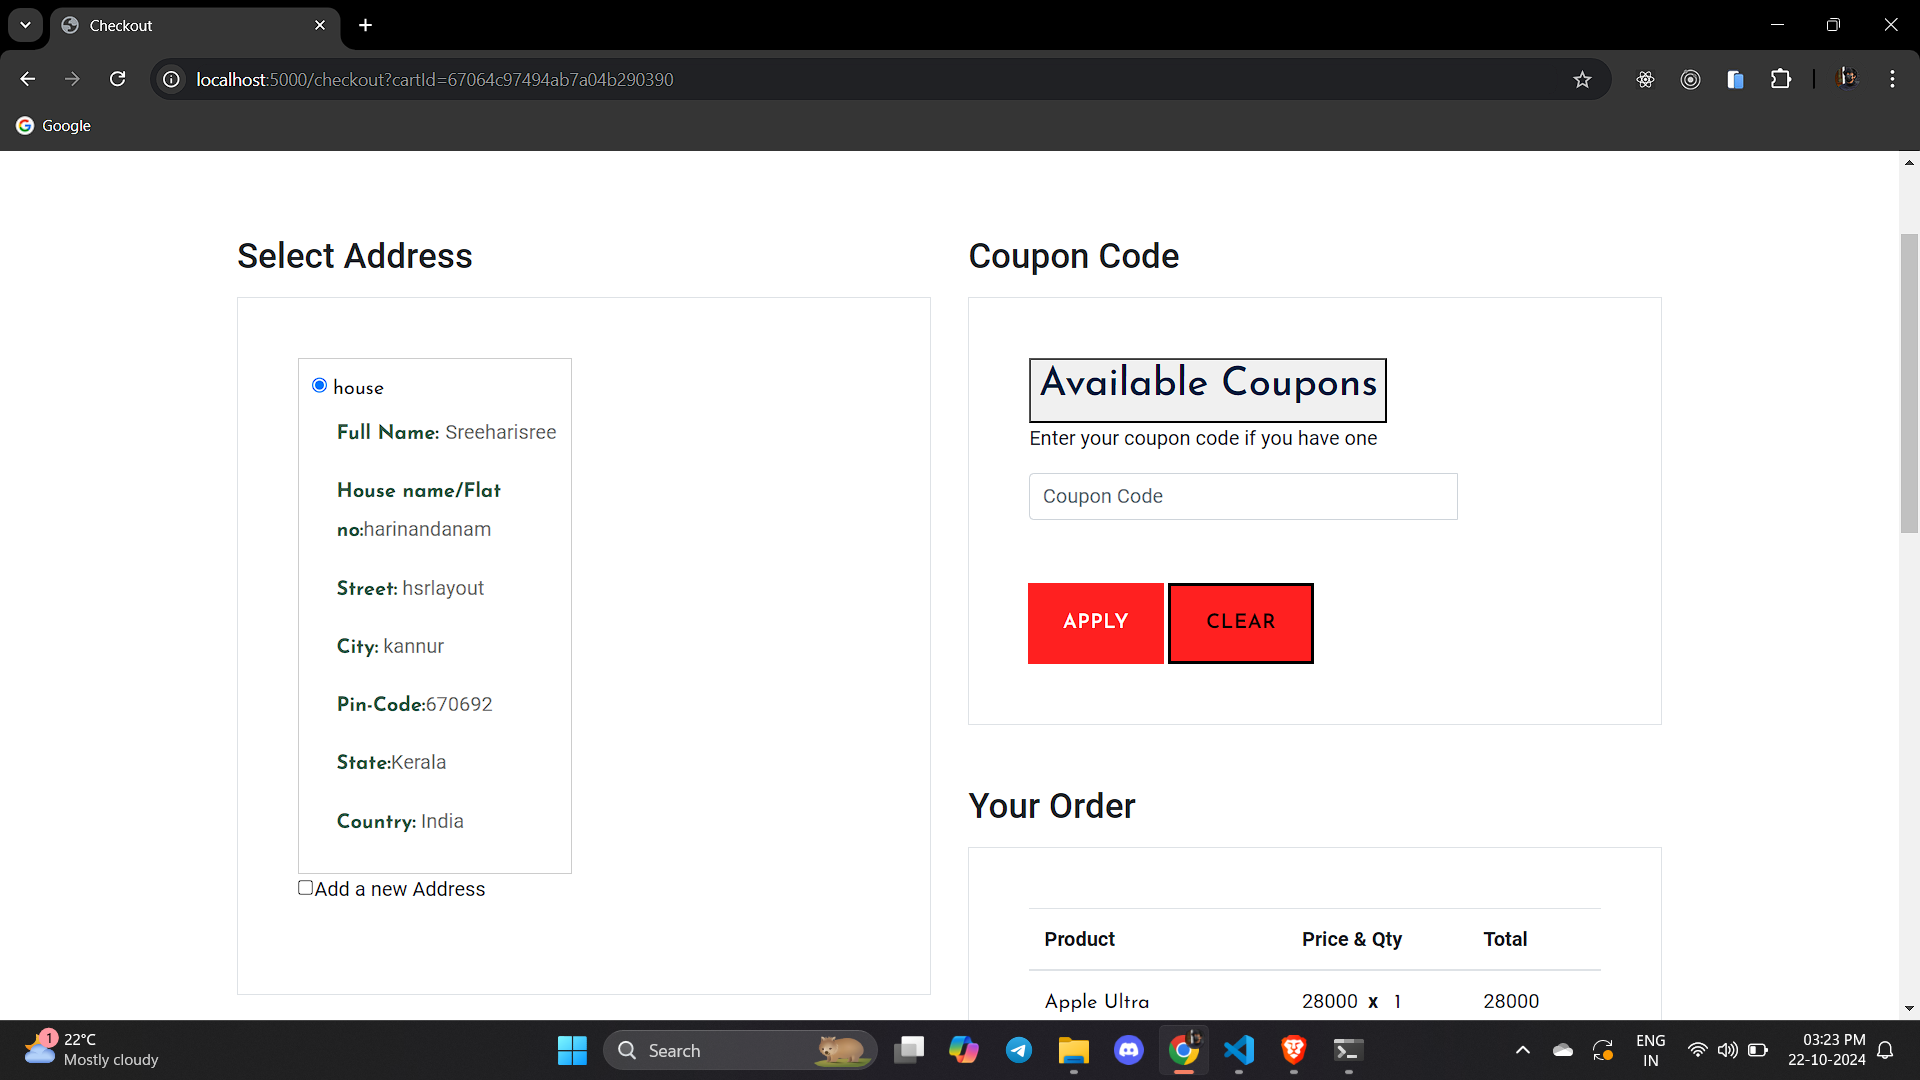 Checkout
localhost:5000/checkout?cartId=67064c97494ab7a04b290390
Google
Select Address
house
Full Name: Sreeharisree
House name/Flat
no:harinandanam
Street: hsrlayout
City: kannur
Pin-Code:670692
State:Kerala
Country: India
Add a new Address
Coupon Code
Available Coupons
Enter your coupon code if you have one
Coupon Code
APPLY CLEAR
Your Order
Product Price & Qty Total
Apple Ultra 28000 x 1 28000
1
22°C
Mostly cloudy
Search
ENG
IN
03:23 PM
22-10-2024